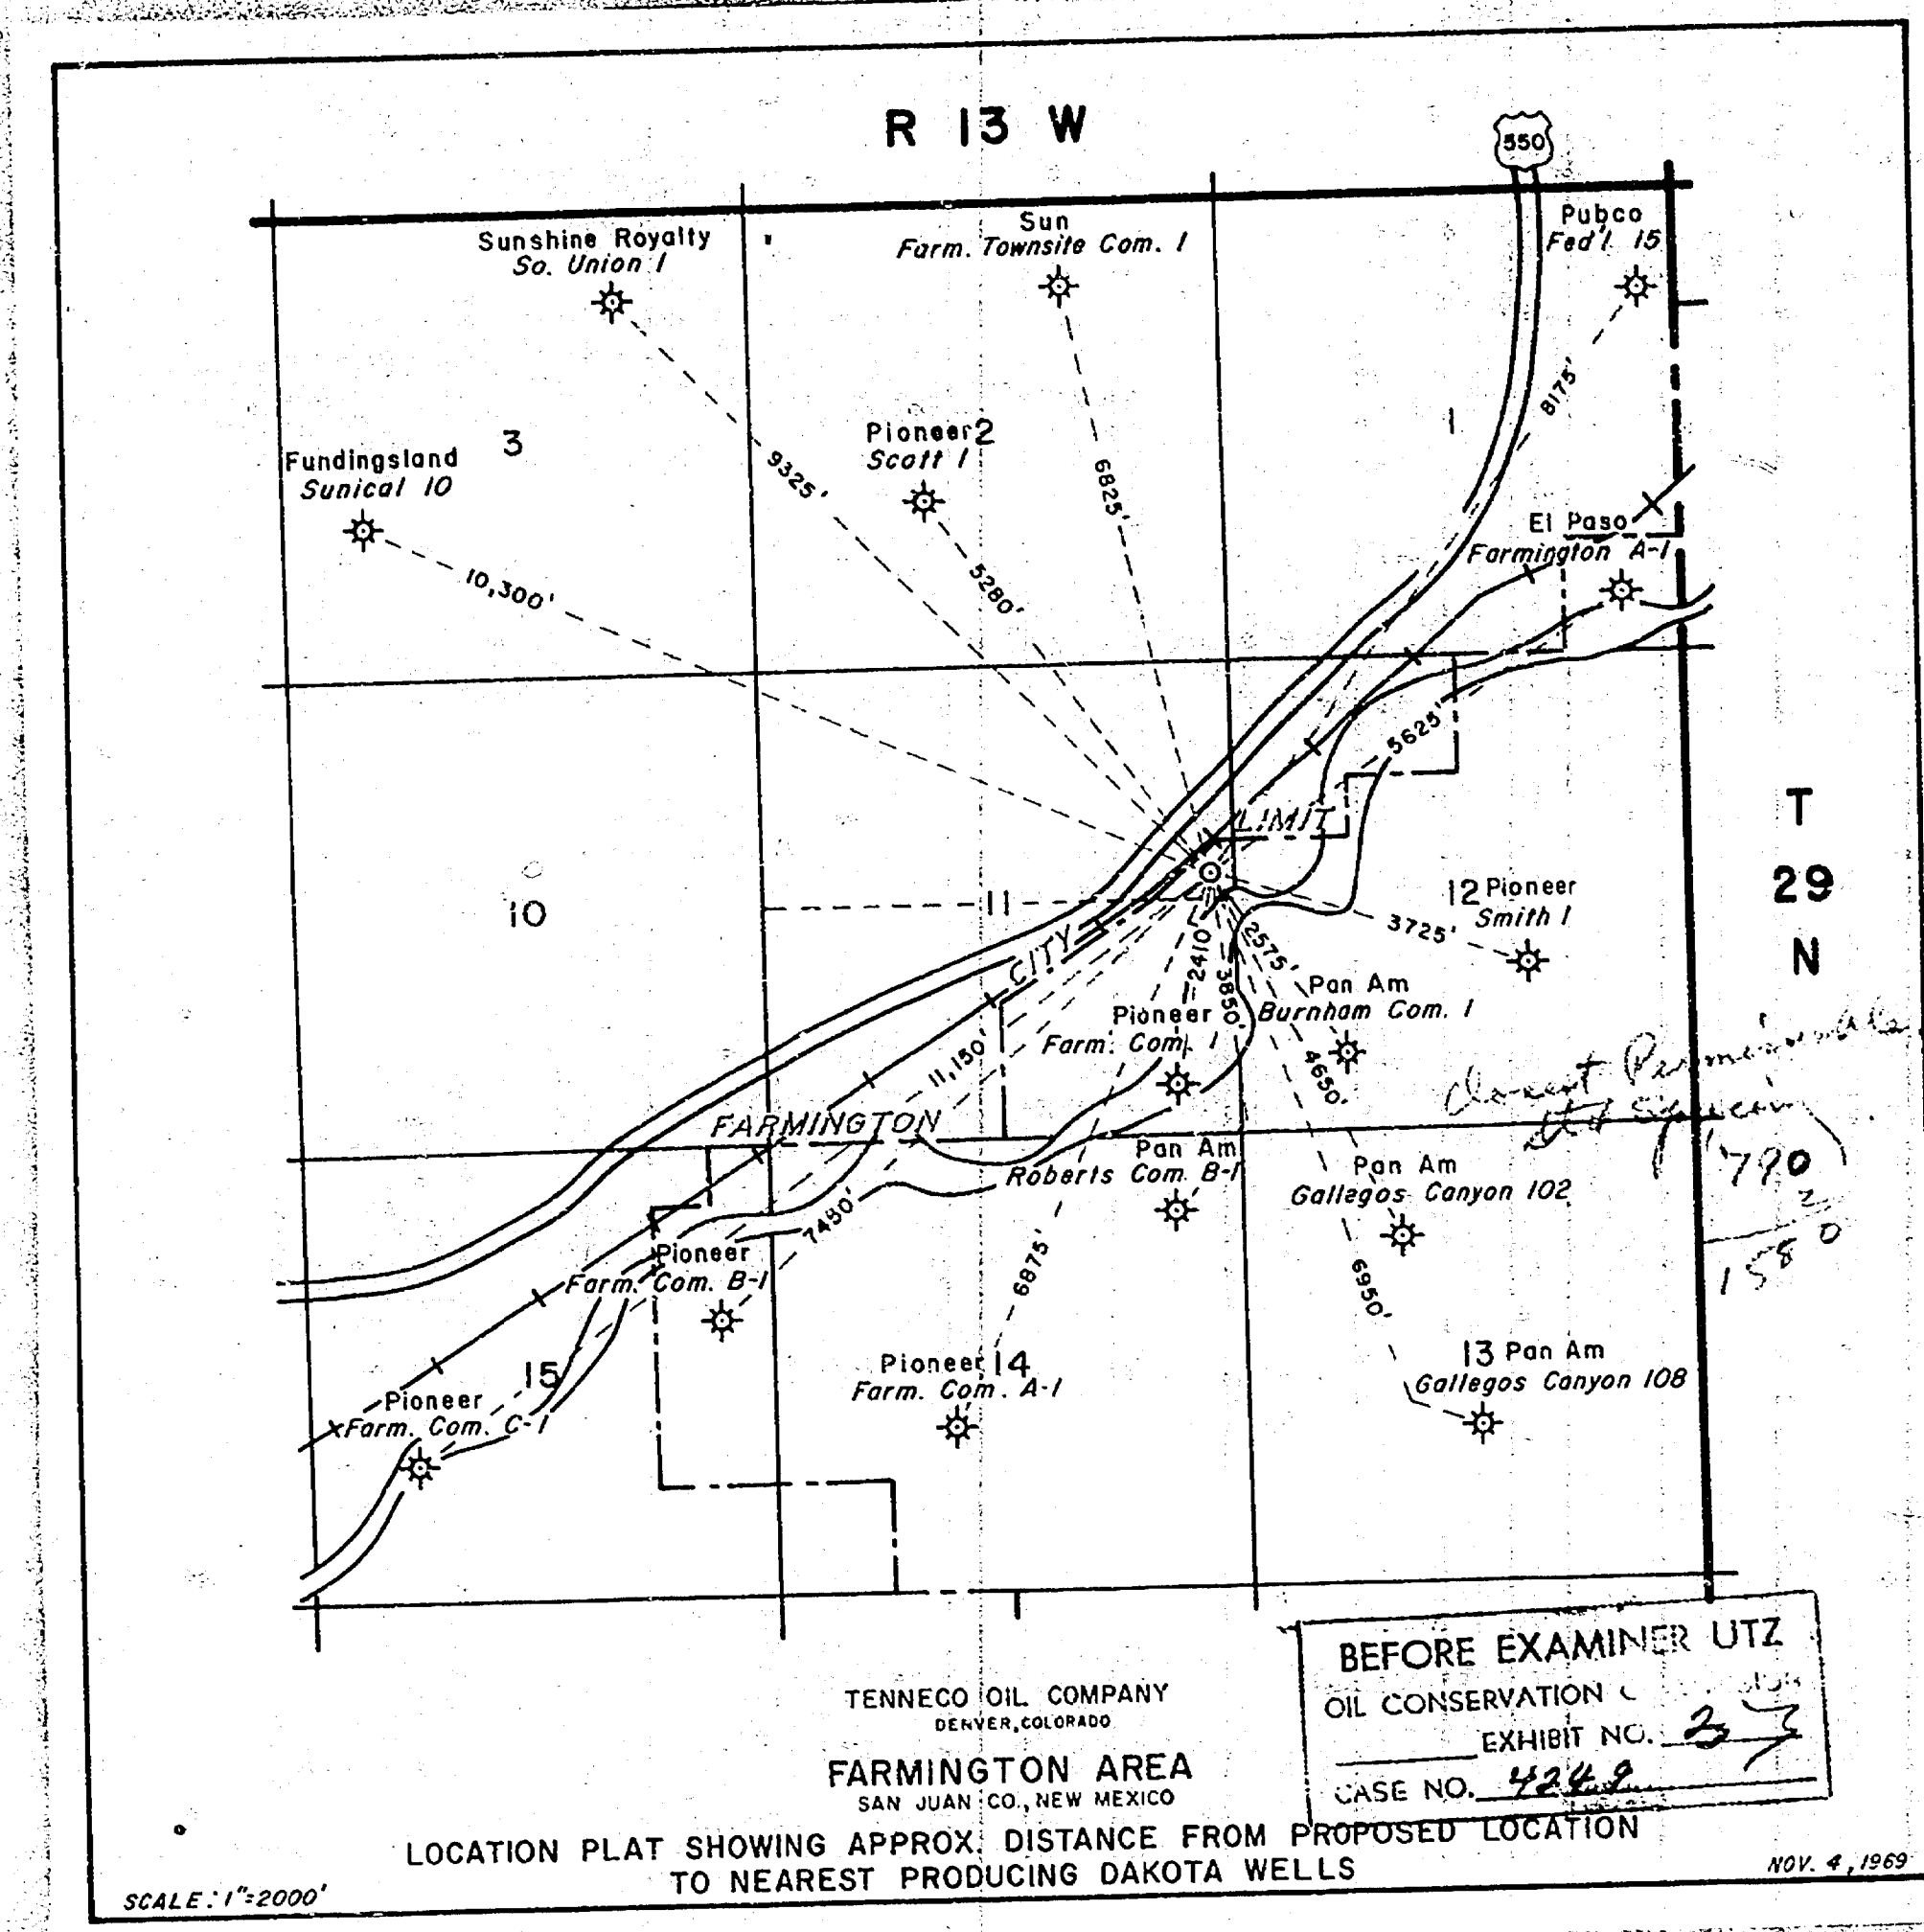 R 13 W
550
Sunshine Royalty
So. Union 1
Sun
Farm. Townsite Com. 1
Pubco
Fed'l. 15
3
Pioneer 2
Scott 1
1
Fundingsland
Sunical 10
9325'
6825'
8175'
10,300'
5280'
El Paso
Farmington A-1
5625'
LIMIT
T
29
N
10
11
12 Pioneer
Smith 1
3725'
CITY
2410'
3850'
2575'
Pan Am
Burnham Com. 1
Pioneer
Farm. Com. 1
11,150'
4650'
FARMINGTON
Pan Am
Roberts Com. B-1
Pan Am
Gallegos Canyon 102
790
1580
7450'
Pioneer
Farm. Com. B-1
6875'
6950'
15
Pioneer 14
Farm. Com. A-1
13 Pan Am
Gallegos Canyon 108
Pioneer
Farm. Com. C-1
BEFORE EXAMINER UTZ
OIL CONSERVATION
EXHIBIT NO. 3
CASE NO. 4249
TENNECO OIL COMPANY
DENVER, COLORADO
FARMINGTON AREA
SAN JUAN CO., NEW MEXICO
LOCATION PLAT SHOWING APPROX. DISTANCE FROM PROPOSED LOCATION
TO NEAREST PRODUCING DAKOTA WELLS
SCALE: 1"=2000'
NOV. 4, 1969